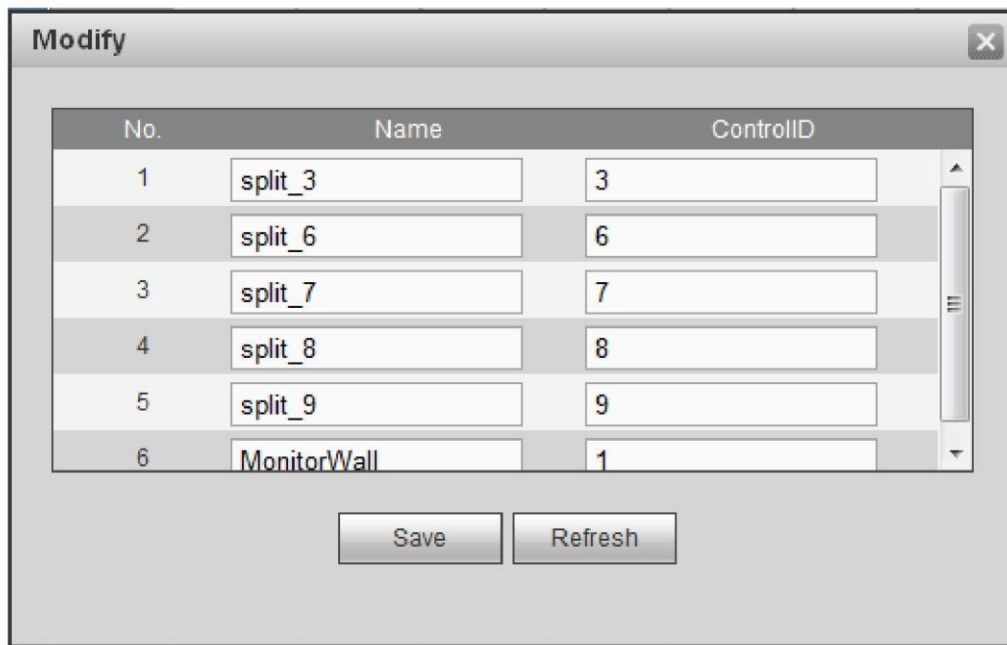 Modify
No. Name ControlID
1 split_3 3
2 split_6 6
3 split_7 7
4 split_8 8
5 split_9 9
6 MonitorWall 1
Save Refresh